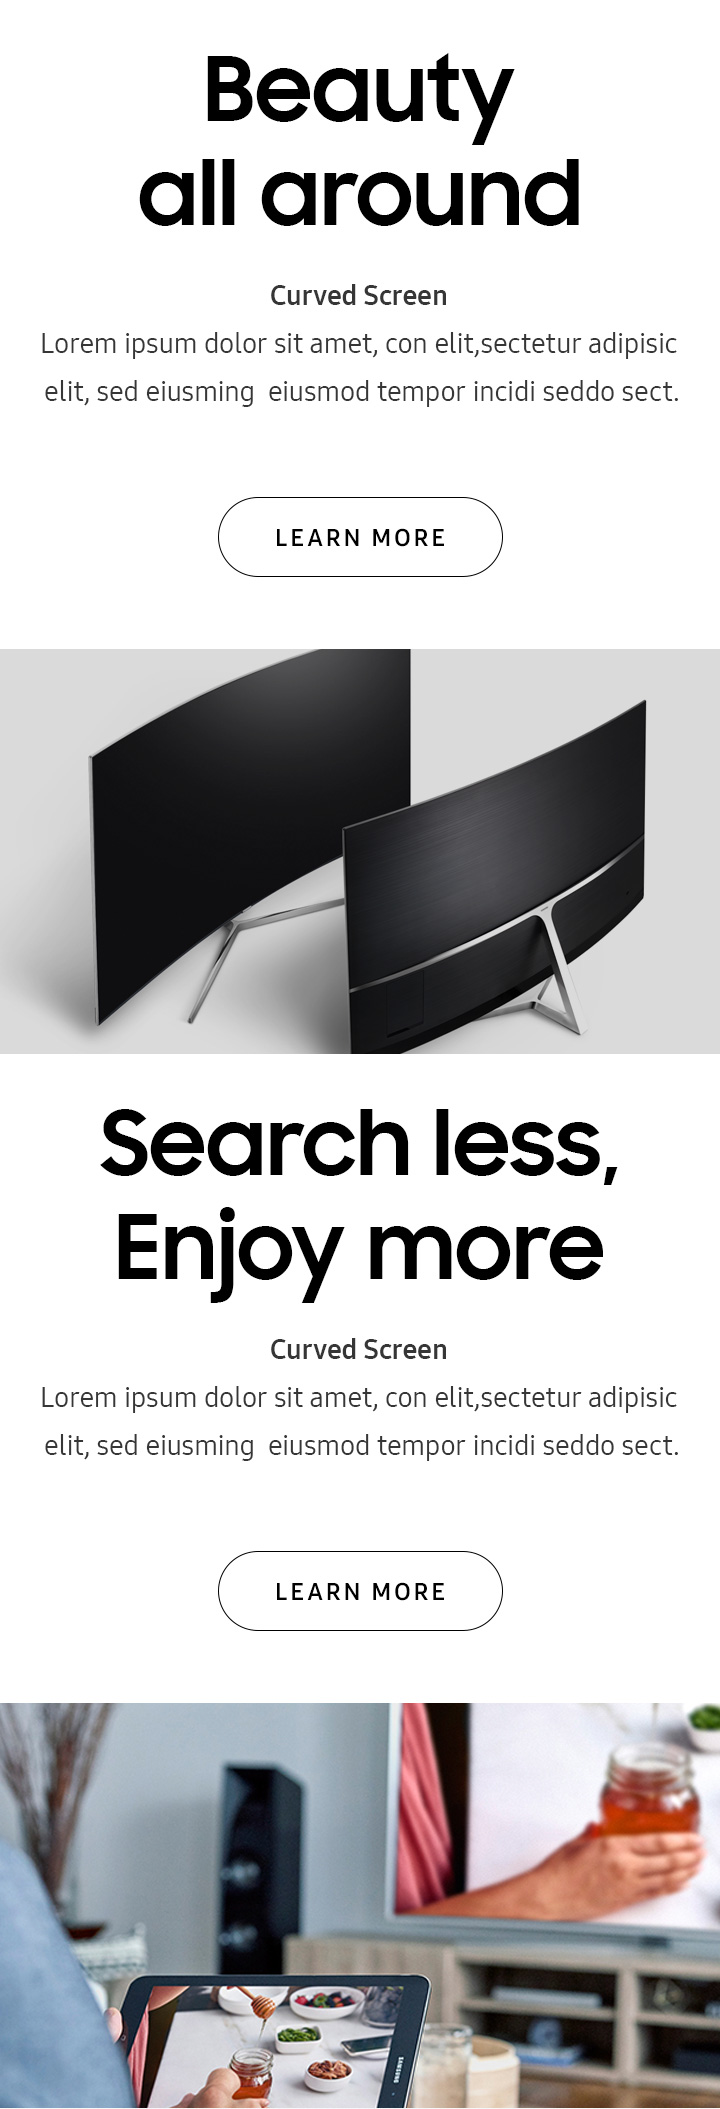 Beauty
all around
Curved Screen
Lorem ipsum dolor sit amet, con elit,sectetur adipisic
elit, sed eiusming  eiusmod tempor incidi seddo sect.
LEARN MORE
Search less,
Enjoy more
Curved Screen
Lorem ipsum dolor sit amet, con elit,sectetur adipisic
elit, sed eiusming  eiusmod tempor incidi seddo sect.
LEARN MORE
SAMSUNG